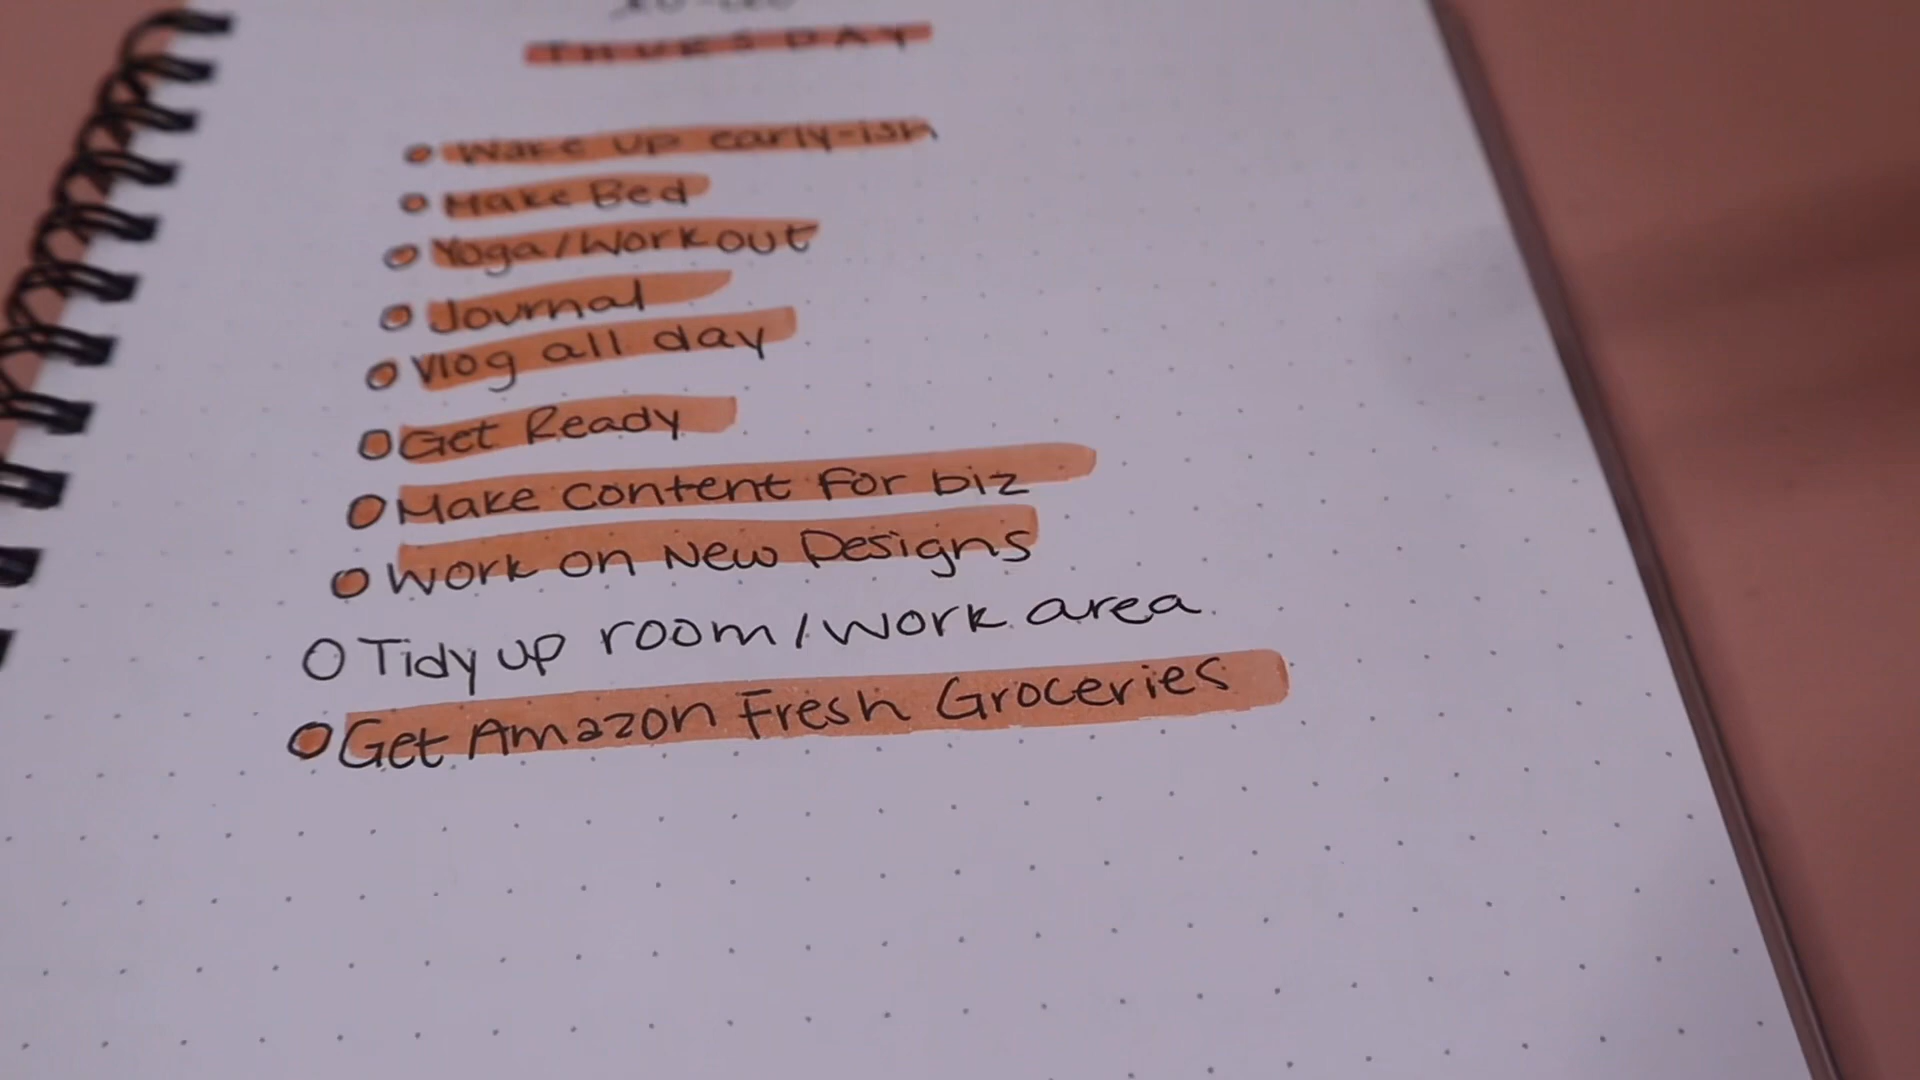 THURSDAY
Wake up early-ish
Make Bed
Yoga/Workout
Journal
Vlog all day
Get Ready
Make content for biz
Work on New Designs
Tidy up room/work area
Get Amazon Fresh Groceries